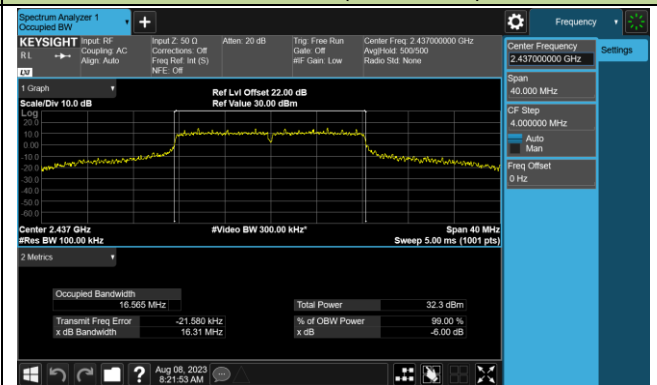 Spectrum Analyzer 1
Occupied BW
+
Frequency
KEYSIGHT
R L
LXI
Input: RF
Coupling: AC
Align: Auto
Input Z: 50 Ω
Corrections: Off
Freq Ref: Int (S)
NFE: Off
Atten: 20 dB
Trig: Free Run
Gate: Off
#IF Gain: Low
Center Freq: 2.437000000 GHz
Avg|Hold: 500/500
Radio Std: None
Center Frequency
2.437000000 GHz
Settings
Span
40.000 MHz
CF Step
4.000000 MHz
Auto
Man
Freq Offset
0 Hz
1 Graph
Scale/Div 10.0 dB
Ref Lvl Offset 22.00 dB
Ref Value 30.00 dBm
Log
20.0
10.0
0.00
-10.0
-20.0
-30.0
-40.0
-50.0
-60.0
Center 2.437 GHz
#Video BW 300.00 kHz*
Span 40 MHz
#Res BW 100.00 kHz
Sweep 5.00 ms (1001 pts)
2 Metrics
Occupied Bandwidth
16.565 MHz
Total Power 32.3 dBm
Transmit Freq Error -21.580 kHz
% of OBW Power 99.00 %
x dB Bandwidth 16.31 MHz
x dB -6.00 dB
?
Aug 08, 2023
8:21:53 AM